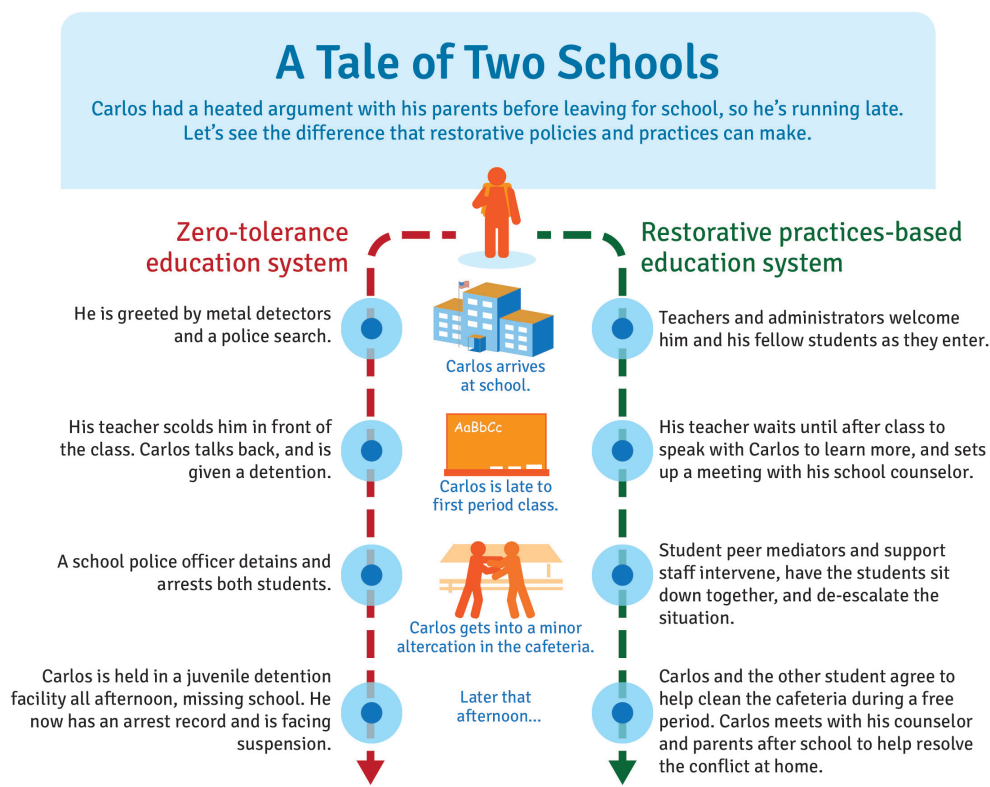 A Tale of Two Schools
Carlos had a heated argument with his parents before leaving for school, so he's running late.
Let's see the difference that restorative policies and practices can make.
Zero-tolerance
education system
Restorative practices-based
education system
He is greeted by metal detectors
and a police search.
Carlos arrives
at school.
Teachers and administrators welcome
him and his fellow students as they enter.
His teacher scolds him in front of
the class. Carlos talks back, and is
given a detention.
AaBbCc
Carlos is late to
first period class.
His teacher waits until after class to
speak with Carlos to learn more, and sets
up a meeting with his school counselor.
A school police officer detains and
arrests both students.
Carlos gets into a minor
altercation in the cafeteria.
Student peer mediators and support
staff intervene, have the students sit
down together, and de-escalate the
situation.
Carlos is held in a juvenile detention
facility all afternoon, missing school. He
now has an arrest record and is facing
suspension.
Later that
afternoon...
Carlos and the other student agree to
help clean the cafeteria during a free
period. Carlos meets with his counselor
and parents after school to help resolve
the conflict at home.